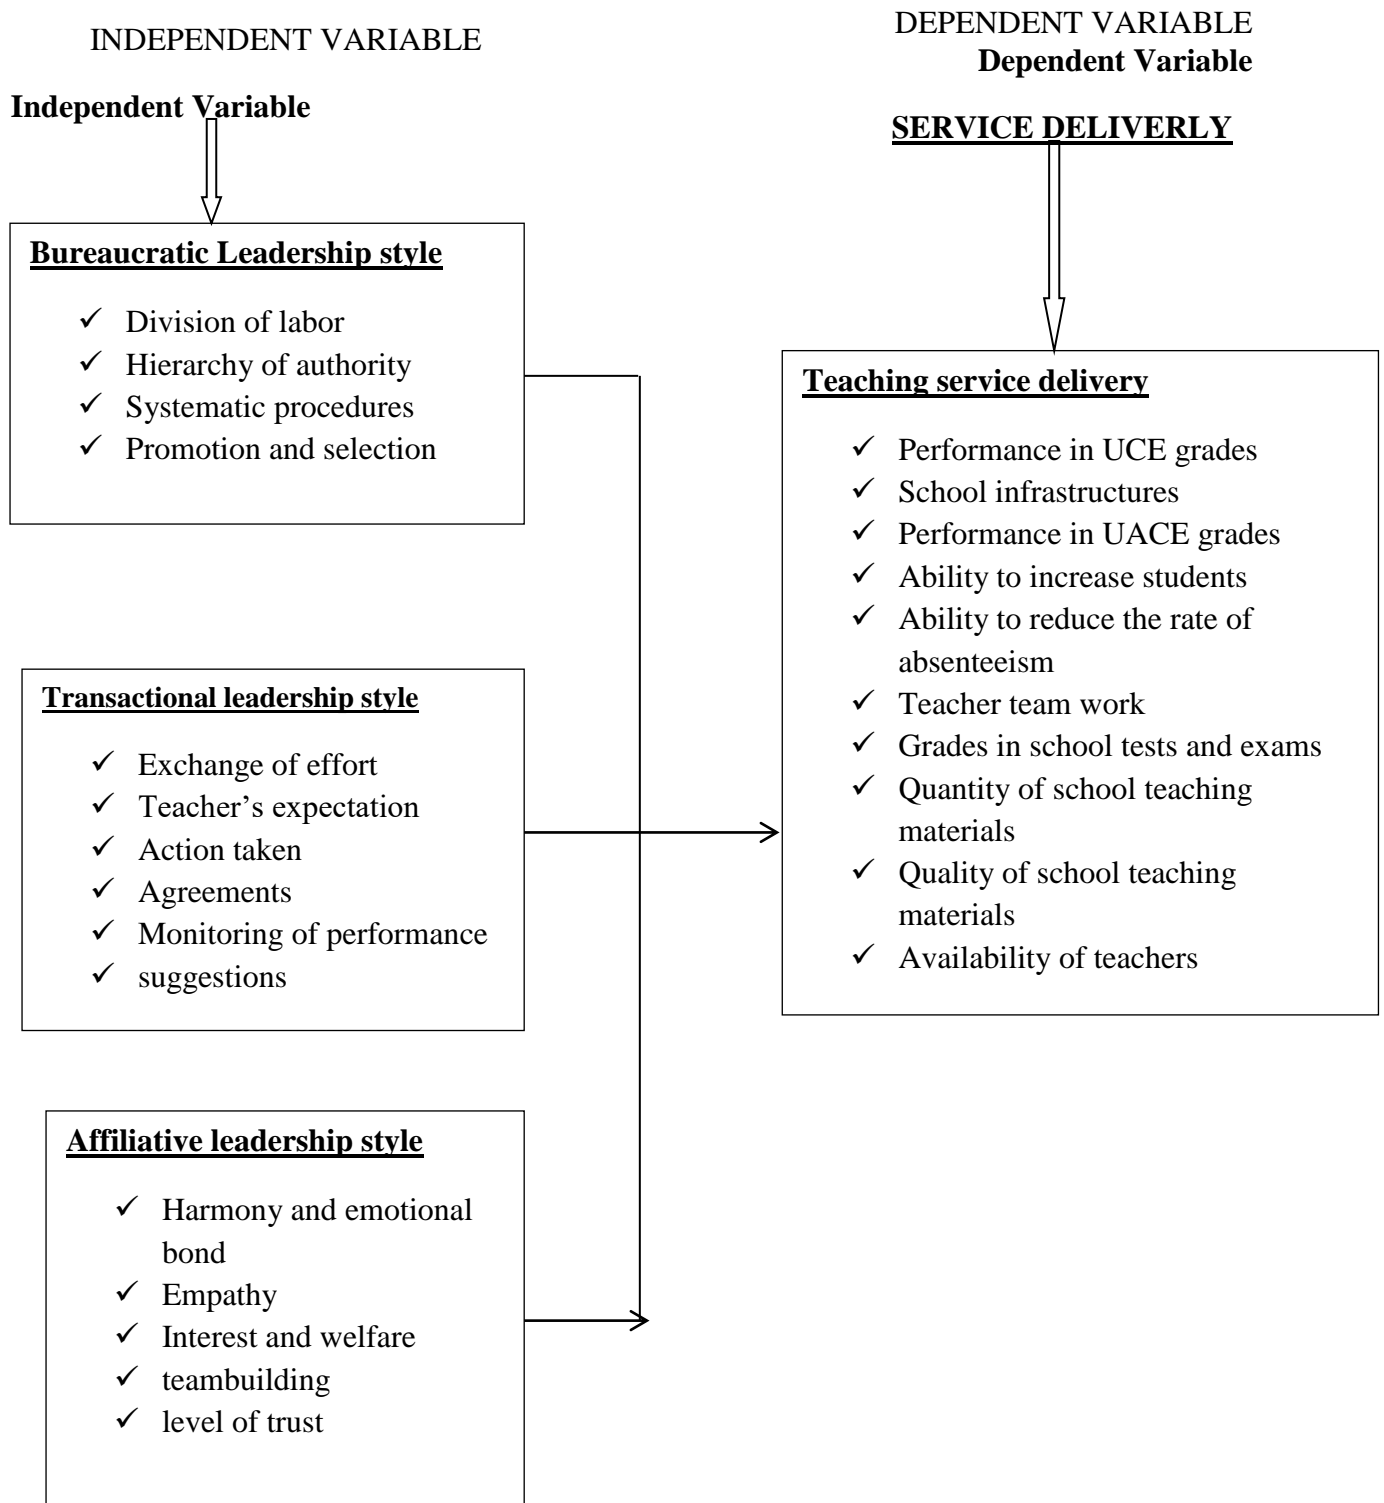 INDEPENDENT VARIABLE
Independent Variable
Bureaucratic Leadership style
✓ Division of labor
✓ Hierarchy of authority
✓ Systematic procedures
✓ Promotion and selection
Transactional leadership style
✓ Exchange of effort
✓ Teacher’s expectation
✓ Action taken
✓ Agreements
✓ Monitoring of performance
✓ suggestions
Affiliative leadership style
✓ Harmony and emotional
bond
✓ Empathy
✓ Interest and welfare
✓ teambuilding
✓ level of trust
DEPENDENT VARIABLE
Dependent Variable
SERVICE DELIVERLY
Teaching service delivery
✓ Performance in UCE grades
✓ School infrastructures
✓ Performance in UACE grades
✓ Ability to increase students
✓ Ability to reduce the rate of
absenteeism
✓ Teacher team work
✓ Grades in school tests and exams
✓ Quantity of school teaching
materials
✓ Quality of school teaching
materials
✓ Availability of teachers